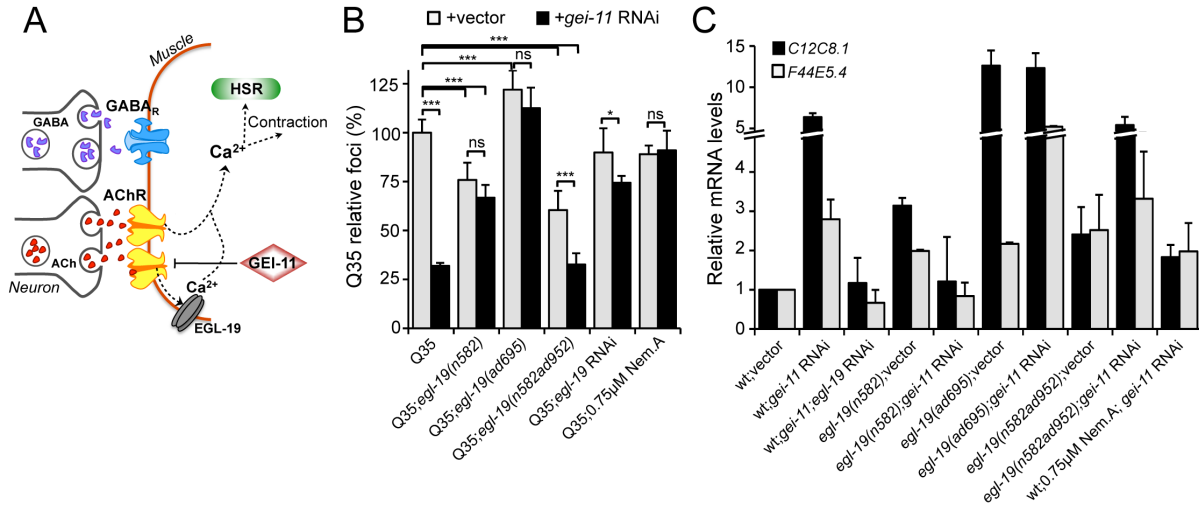 A
Muscle
HSR
GABA
GABAR
Contraction
Ca2+
AChR
ACh
GEI-11
Neuron
Ca2+
EGL-19
B
+vector
+gei-11 RNAi
***
***
ns
***
***
ns
***
*
ns
***
Q35 relative foci (%)
125
100
75
50
25
0
Q35
Q35;egl-19(n582)
Q35;egl-19(ad695)
Q35;egl-19(n582ad952)
Q35;egl-19 RNAi
Q35;0.75µM Nem.A
C
C12C8.1
F44E5.4
Relative mRNA levels
15
10
5
4
3
2
1
0
wt;vector
wt;gei-11 RNAi
wt;gei-11;egl-19 RNAi
egl-19(n582);vector
egl-19(n582);gei-11 RNAi
egl-19(ad695);vector
egl-19(ad695);gei-11 RNAi
egl-19(n582ad952);vector
egl-19(n582ad952);gei-11 RNAi
wt;0.75µM Nem.A; gei-11 RNAi